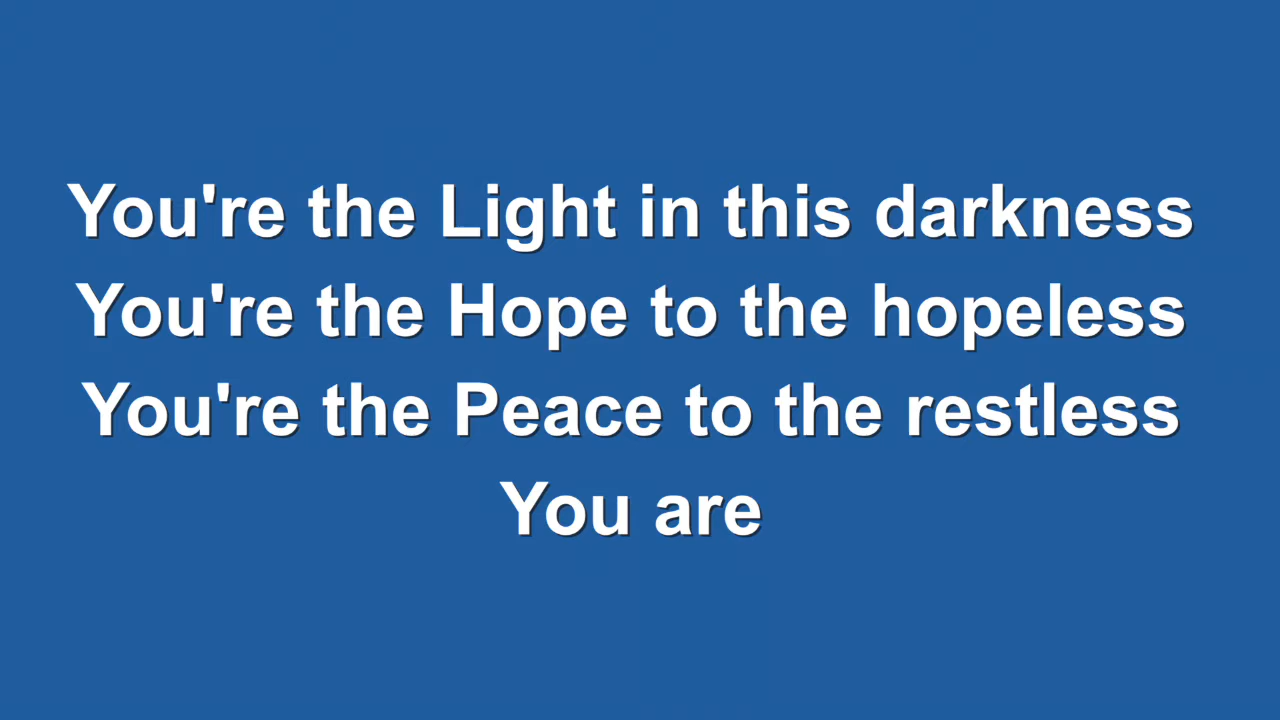 You're the Light in this darkness
You're the Hope to the hopeless
You're the Peace to the restless
You are